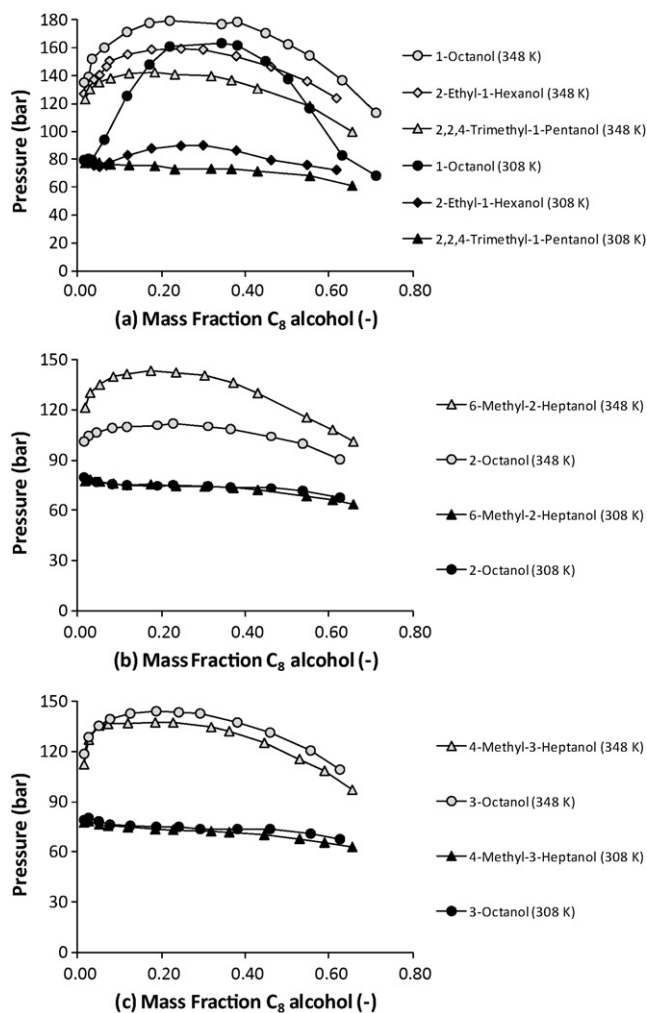 180
160
140
120
100
80
60
40
20
0
Pressure (bar)
0.00 0.20 0.40 0.60 0.80
(a) Mass Fraction C₈ alcohol (-)
1-Octanol (348 K)
2-Ethyl-1-Hexanol (348 K)
2,2,4-Trimethyl-1-Pentanol (348 K)
1-Octanol (308 K)
2-Ethyl-1-Hexanol (308 K)
2,2,4-Trimethyl-1-Pentanol (308 K)
150
120
90
60
30
0
Pressure (bar)
0.00 0.20 0.40 0.60 0.80
(b) Mass Fraction C₈ alcohol (-)
6-Methyl-2-Heptanol (348 K)
2-Octanol (348 K)
6-Methyl-2-Heptanol (308 K)
2-Octanol (308 K)
150
120
90
60
30
0
Pressure (bar)
0.00 0.20 0.40 0.60 0.80
(c) Mass Fraction C₈ alcohol (-)
4-Methyl-3-Heptanol (348 K)
3-Octanol (348 K)
4-Methyl-3-Heptanol (308 K)
3-Octanol (308 K)